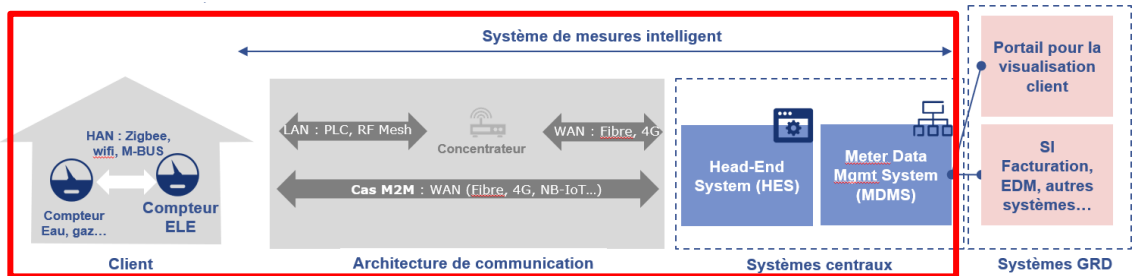 Système de mesures intelligent
HAN : Zigbee,
wifi, M-BUS
Compteur
Eau, gaz…
Compteur
ELE
Client
LAN : PLC, RF Mesh
Concentrateur
WAN : Fibre, 4G
Cas M2M : WAN (Fibre, 4G, NB-IoT…)
Architecture de communication
Head-End
System (HES)
Meter Data
Mgmt System
(MDMS)
Systèmes centraux
Portail pour la
visualisation
client
SI
Facturation,
EDM, autres
systèmes…
Systèmes GRD